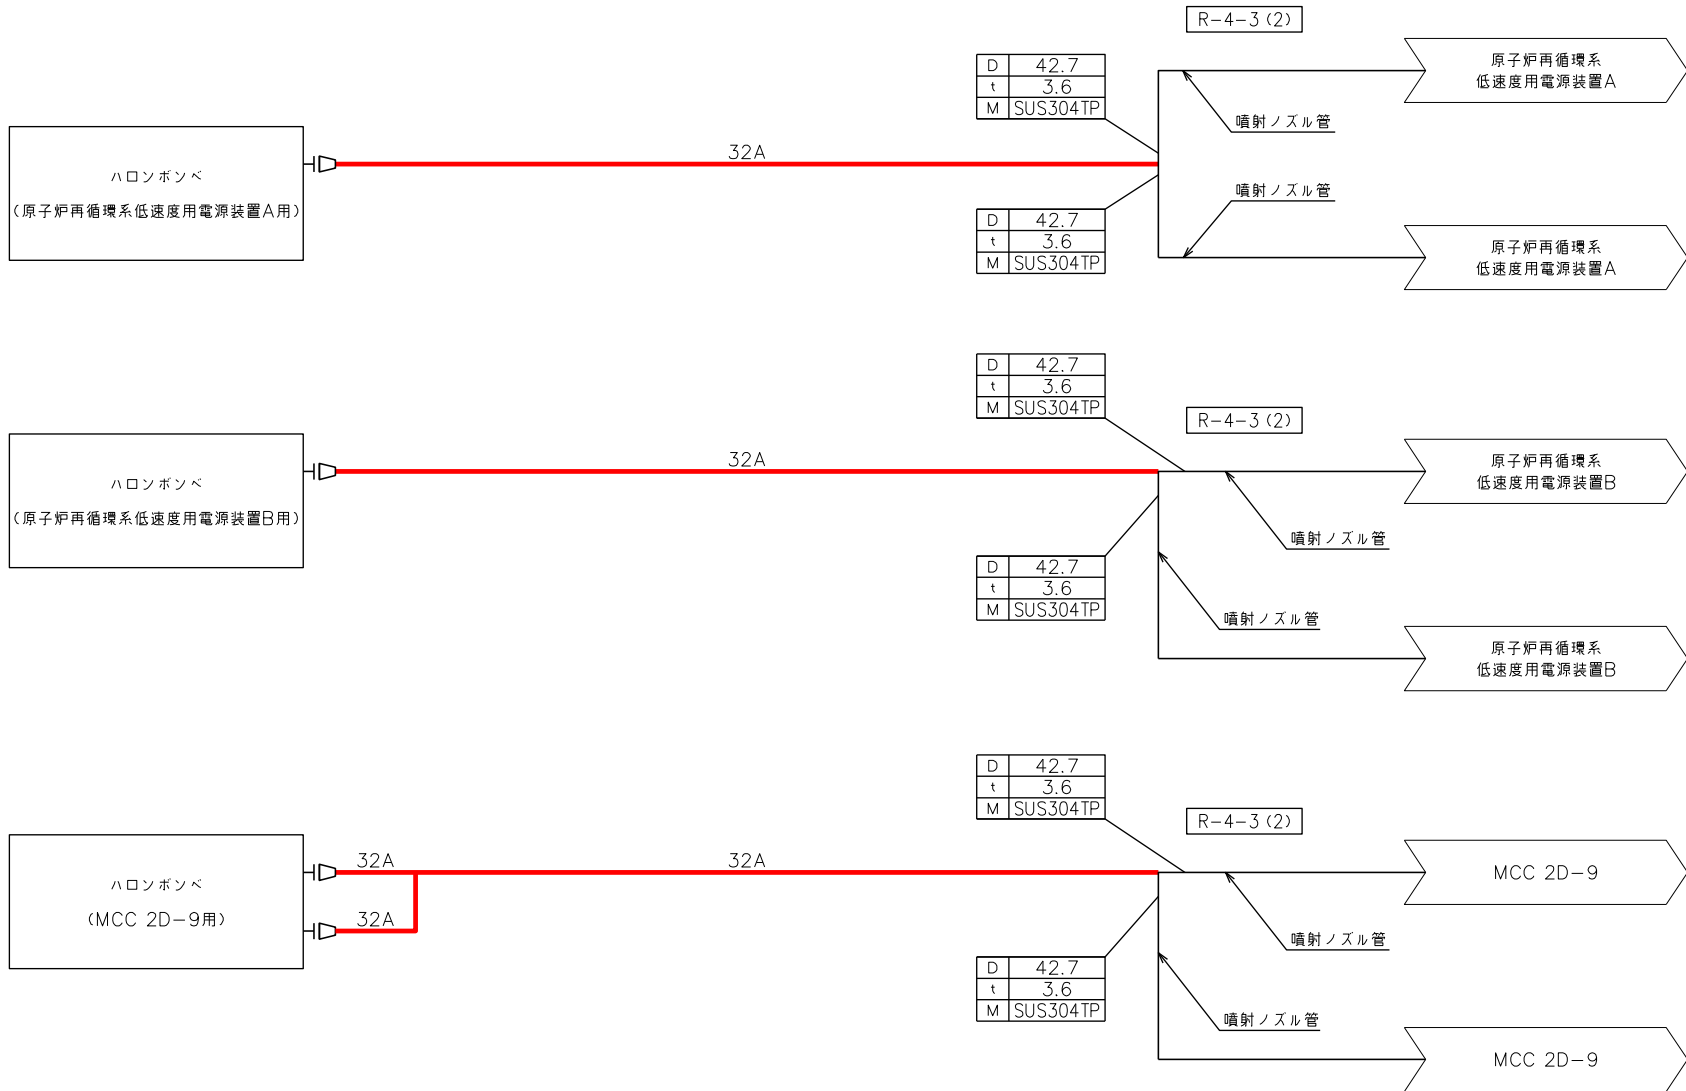 R-4-3(2)
D 42.7
t 3.6
M SUS304TP
原子炉再循環系
低速度用電源装置A
噴射ノズル管
32A
ハロンボンベ
(原子炉再循環系低速度用電源装置A用)
噴射ノズル管
D 42.7
t 3.6
M SUS304TP
原子炉再循環系
低速度用電源装置A
D 42.7
t 3.6
M SUS304TP
R-4-3(2)
32A
原子炉再循環系
低速度用電源装置B
ハロンボンベ
(原子炉再循環系低速度用電源装置B用)
噴射ノズル管
D 42.7
t 3.6
M SUS304TP
噴射ノズル管
原子炉再循環系
低速度用電源装置B
D 42.7
t 3.6
M SUS304TP
R-4-3(2)
32A
32A
MCC 2D-9
ハロンボンベ
(MCC 2D-9用)
32A
噴射ノズル管
D 42.7
t 3.6
M SUS304TP
噴射ノズル管
MCC 2D-9